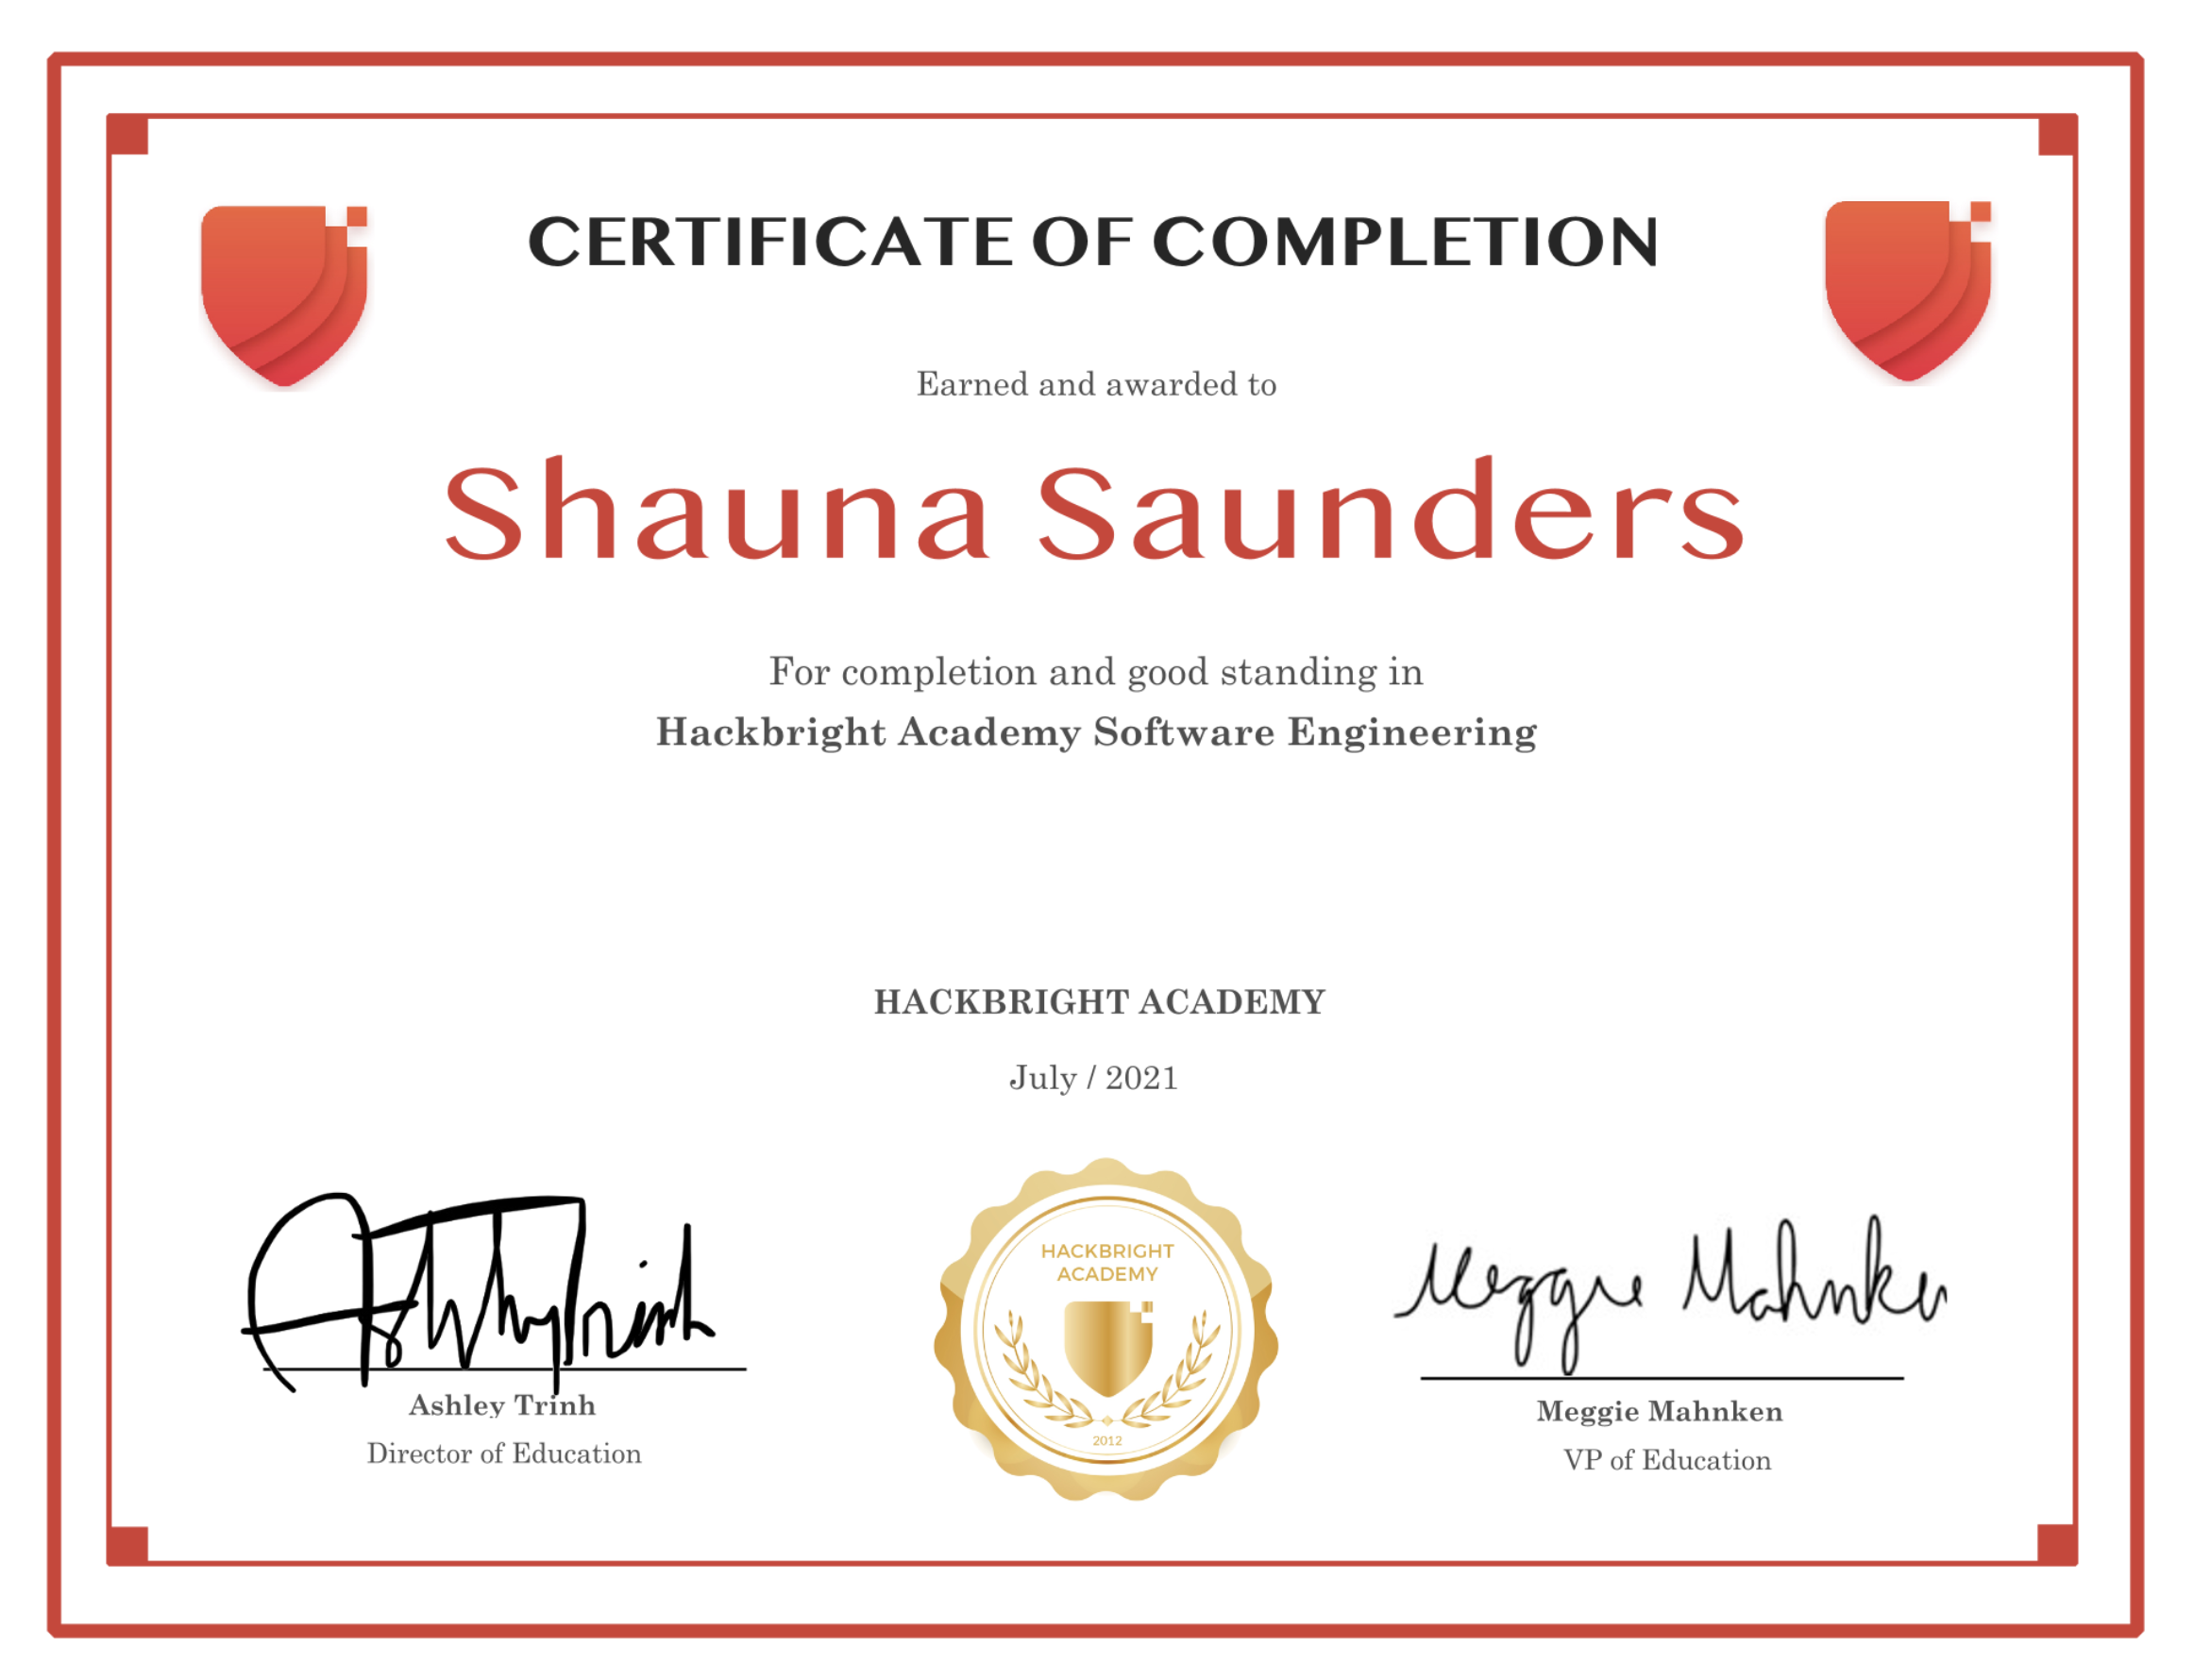 CERTIFICATE OF COMPLETION
Earned and awarded to
Shauna Saunders
For completion and good standing in
Hackbright Academy Software Engineering
HACKBRIGHT ACADEMY
July / 2021
Ashley Trinh
Ashley Trinh
Director of Education
HACKBRIGHT
ACADEMY
2012
Meggie Mahnken
Meggie Mahnken
VP of Education